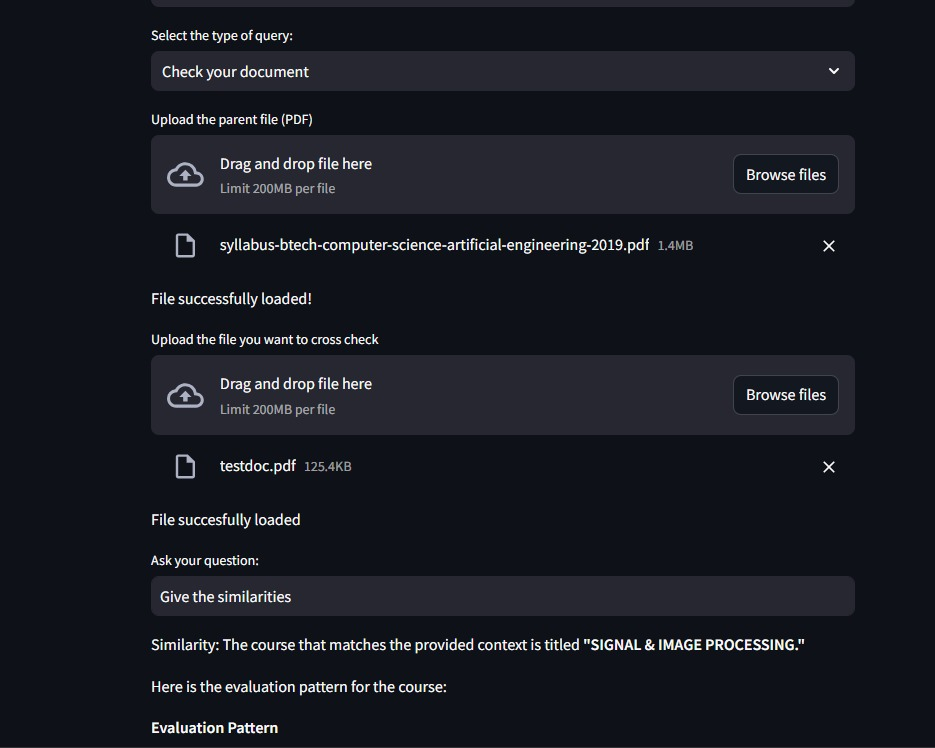 Select the type of query:
Check your document
Upload the parent file (PDF)
Drag and drop file here
Limit 200MB per file
Browse files
syllabus-btech-computer-science-artificial-engineering-2019.pdf 1.4MB
File successfully loaded!
Upload the file you want to cross check
Drag and drop file here
Limit 200MB per file
Browse files
testdoc.pdf 125.4KB
File succesfully loaded
Ask your question:
Give the similarities
Similarity: The course that matches the provided context is titled "SIGNAL & IMAGE PROCESSING."
Here is the evaluation pattern for the course:
Evaluation Pattern